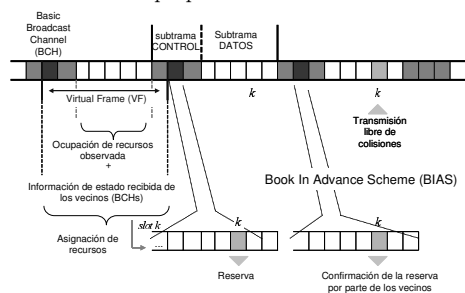 Basic
Broadcast
Channel
(BCH)
subtrama
CONTROL
Subtrama
DATOS
k
k
Virtual Frame (VF)
Transmisión
libre de
colisiones
Ocupación de recursos
observada
+
Información de estado recibida de
los vecinos (BCHs)
Book In Advance Scheme (BIAS)
Asignación de
recursos
slot k
...
k
k
Reserva
Confirmación de la reserva
por parte de los vecinos